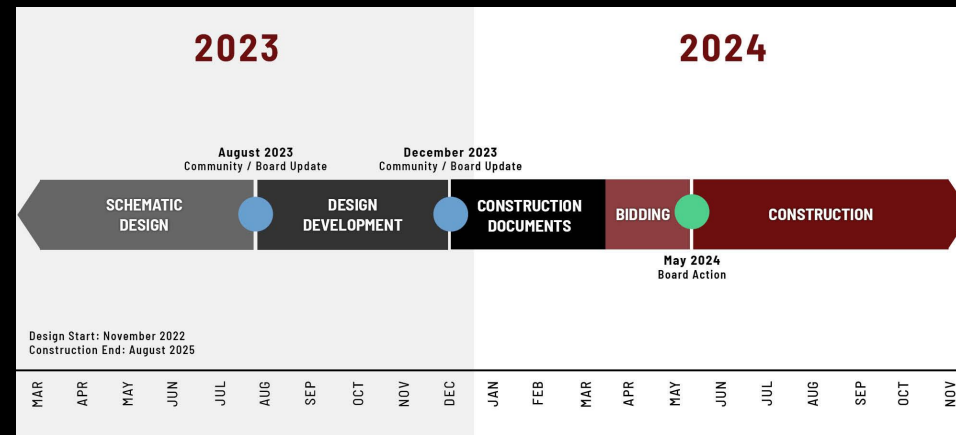 2023
2024
August 2023
Community / Board Update
December 2023
Community / Board Update
SCHEMATIC
DESIGN
DESIGN
DEVELOPMENT
CONSTRUCTION
DOCUMENTS
BIDDING
CONSTRUCTION
May 2024
Board Action
Design Start: November 2022
Construction End: August 2025
MAR
APR
MAY
JUN
JUL
AUG
SEP
OCT
NOV
DEC
JAN
FEB
MAR
APR
MAY
JUN
JUL
AUG
SEP
OCT
NOV